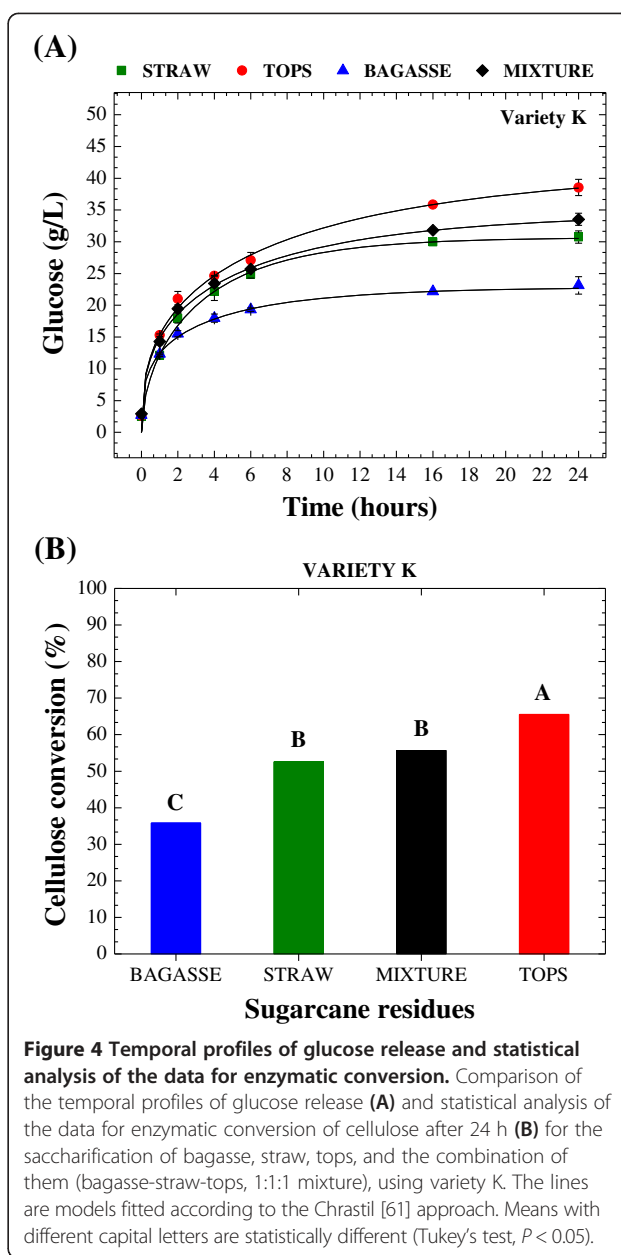 (A)
STRAW TOPS BAGASSE MIXTURE
Variety K
50
45
40
35
30
25
20
15
10
5
0
Glucose (g/L)
0 2 4 6 8 10 12 14 16 18 20 22 24
Time (hours)
(B)
VARIETY K
100
90
80
70
60
50
40
30
20
10
0
Cellulose conversion (%)
C
B
B
A
BAGASSE STRAW MIXTURE TOPS
Sugarcane residues
Figure 4 Temporal profiles of glucose release and statistical
analysis of the data for enzymatic conversion. Comparison of
the temporal profiles of glucose release (A) and statistical analysis of
the data for enzymatic conversion of cellulose after 24 h (B) for the
saccharification of bagasse, straw, tops, and the combination of
them (bagasse-straw-tops, 1:1:1 mixture), using variety K. The lines
are models fitted according to the Chrastil [61] approach. Means with
different capital letters are statistically different (Tukey's test, P < 0.05).